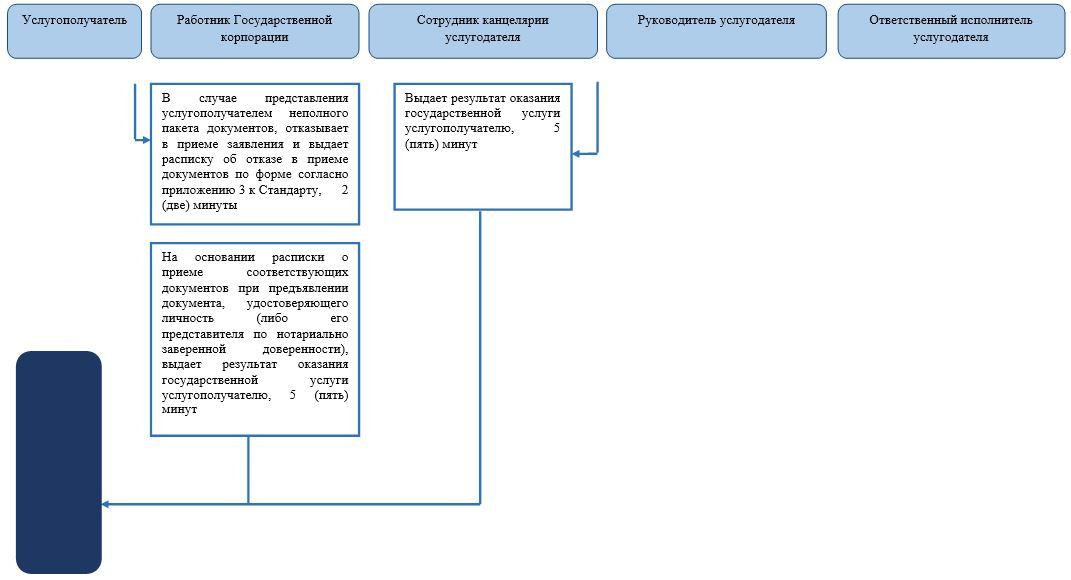 Услугополучатель
Работник Государственной
корпорации
Сотрудник канцелярии
услугодателя
Руководитель услугодателя
Ответственный исполнитель
услугодателя
В случае представления
услугополучателем неполного
пакета документов, отказывает
в приеме заявления и выдает
расписку об отказе в приеме
документов по форме согласно
приложению 3 к Стандарту, 2
(две) минуты
Выдает результат оказания
государственной услуги
услугополучателю, 5
(пять) минут
На основании расписки о
приеме соответствующих
документов при предъявлении
документа, удостоверяющего
личность (либо его
представителя по нотариально
заверенной доверенности),
выдает результат оказания
государственной услуги
услугополучателю, 5 (пять)
минут